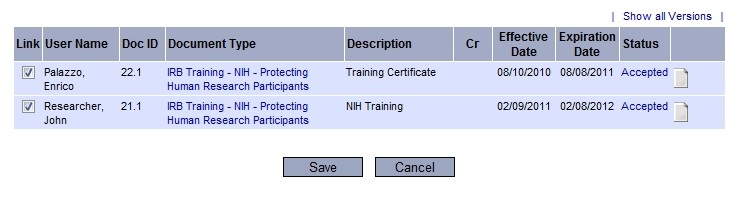 | Show all Versions |
Link User Name Doc ID Document Type Description Cr Effective Date Expiration Date Status
Palazzo, Enrico 22.1 IRB Training - NIH - Protecting Human Research Participants Training Certificate 08/10/2010 08/08/2011 Accepted
Researcher, John 21.1 IRB Training - NIH - Protecting Human Research Participants NIH Training 02/09/2011 02/08/2012 Accepted
Save Cancel